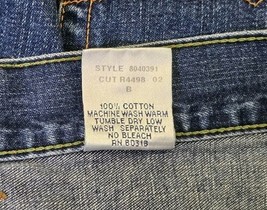 STYLE 8040391
CUT R4498 02
B
100% COTTON
MACHINE WASH WARM
TUMBLE DRY LOW
WASH SEPARATELY
NO BLEACH
RN 80318